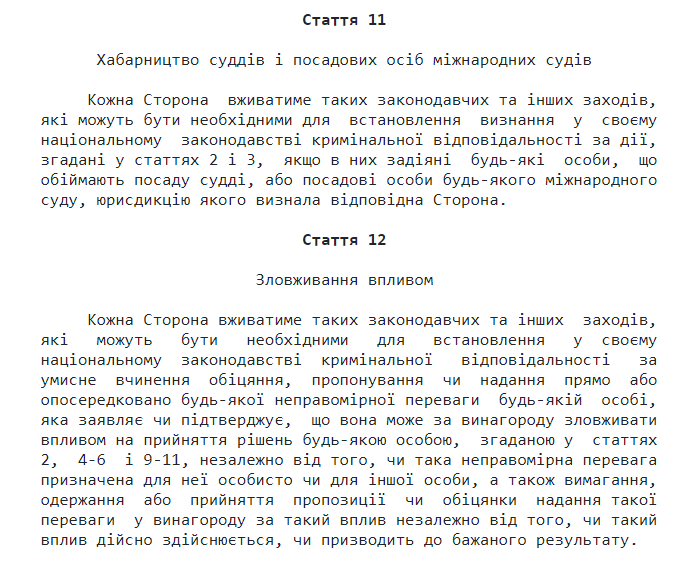 Стаття 11
Хабарництво суддів і посадових осіб міжнародних судів
Кожна Сторона вживатиме таких законодавчих та інших заходів,
які можуть бути необхідними для встановлення визнання у своєму
національному законодавстві кримінальної відповідальності за дії,
згадані у статтях 2 і 3, якщо в них задіяні будь-які особи, що
обіймають посаду судді, або посадові особи будь-якого міжнародного
суду, юрисдикцію якого визнала відповідна Сторона.
Стаття 12
Зловживання впливом
Кожна Сторона вживатиме таких законодавчих та інших заходів,
які можуть бути необхідними для встановлення у своєму
національному законодавстві кримінальної відповідальності за
умисне вчинення обіцяння, пропонування чи надання прямо або
опосередковано будь-якої неправомірної переваги будь-якій особі,
яка заявляє чи підтверджує, що вона може за винагороду зловживати
впливом на прийняття рішень будь-якою особою, згаданою у статтях
2, 4-6 і 9-11, незалежно від того, чи така неправомірна перевага
призначена для неї особисто чи для іншої особи, а також вимагання,
одержання або прийняття пропозиції чи обіцянки надання такої
переваги у винагороду за такий вплив незалежно від того, чи такий
вплив дійсно здійснюється, чи призводить до бажаного результату.